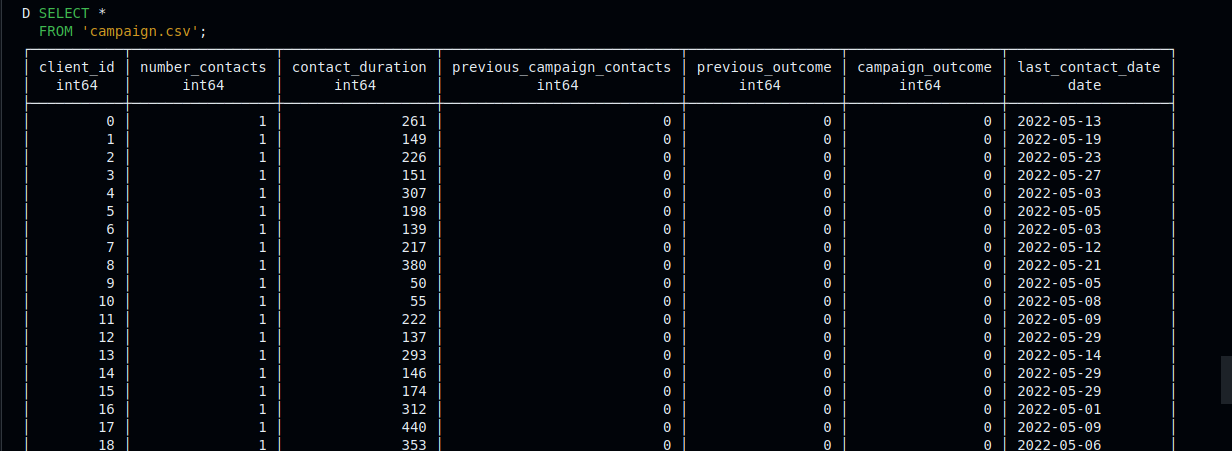 D SELECT *
FROM 'campaign.csv';
client_id number_contacts contact_duration previous_campaign_contacts previous_outcome campaign_outcome last_contact_date
int64 int64 int64 int64 int64 int64 date
0 1 261 0 0 0 2022-05-13
1 1 149 0 0 0 2022-05-19
2 1 226 0 0 0 2022-05-23
3 1 151 0 0 0 2022-05-27
4 1 307 0 0 0 2022-05-03
5 1 198 0 0 0 2022-05-05
6 1 139 0 0 0 2022-05-03
7 1 217 0 0 0 2022-05-12
8 1 380 0 0 0 2022-05-21
9 1 50 0 0 0 2022-05-05
10 1 55 0 0 0 2022-05-08
11 1 222 0 0 0 2022-05-09
12 1 137 0 0 0 2022-05-29
13 1 293 0 0 0 2022-05-14
14 1 146 0 0 0 2022-05-29
15 1 174 0 0 0 2022-05-29
16 1 312 0 0 0 2022-05-01
17 1 440 0 0 0 2022-05-09
18 1 353 0 0 0 2022-05-06